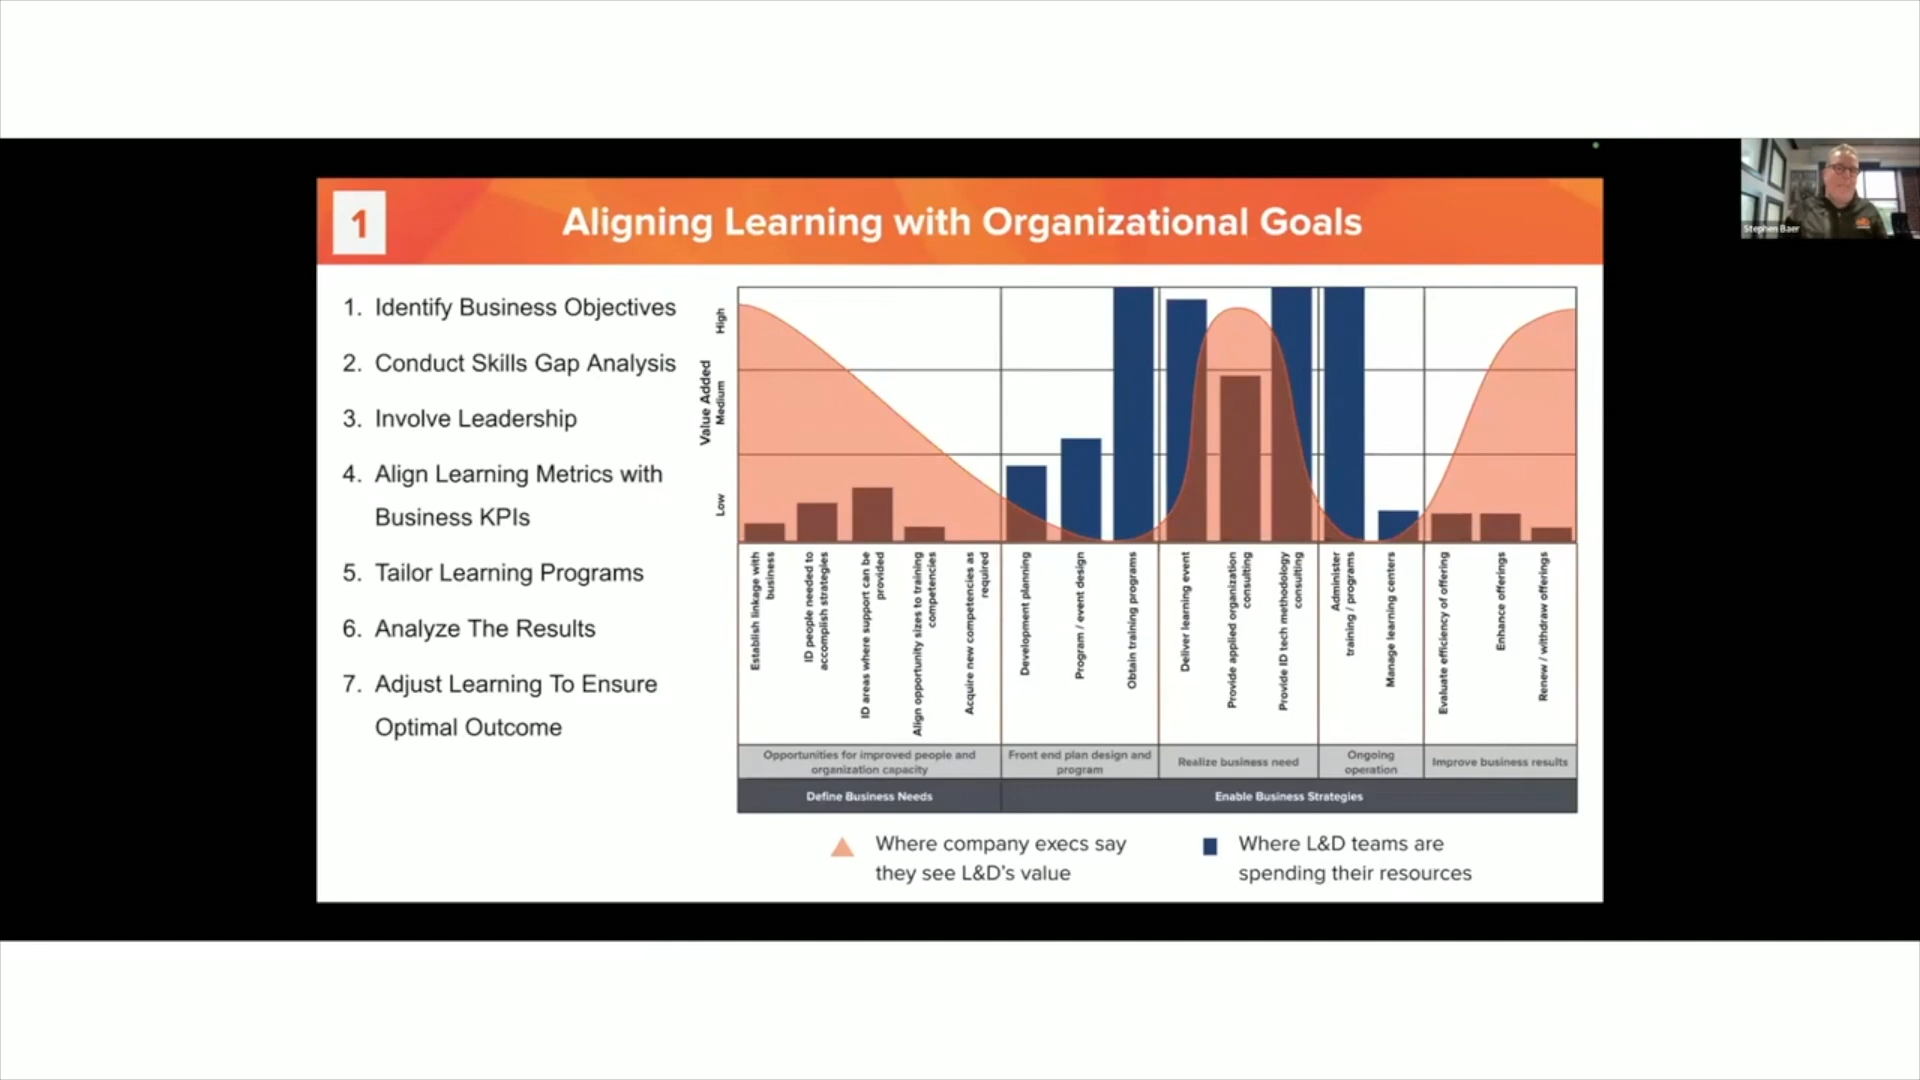 Stephen Baer
1
Aligning Learning with Organizational Goals
1. Identify Business Objectives
2. Conduct Skills Gap Analysis
3. Involve Leadership
4. Align Learning Metrics with
Business KPIs
5. Tailor Learning Programs
6. Analyze The Results
7. Adjust Learning To Ensure
Optimal Outcome
Value Added
High
Medium
Low
Establish linkage with
business
ID people needed to
accomplish strategies
ID areas where support can be
provided
Align opportunity sizes to training
competencies
Acquire new competencies as
required
Development planning
Program / event design
Obtain training programs
Deliver learning event
Provide applied organization
consulting
Provide ID tech methodology
consulting
Administer
training / programs
Manage learning centers
Evaluate efficiency of offering
Enhance offerings
Renew / withdraw offerings
Opportunities for improved people and
organization capacity
Front end plan design and
program
Realize business need
Ongoing
operation
Improve business results
Define Business Needs
Enable Business Strategies
Where company execs say
they see L&D's value
Where L&D teams are
spending their resources